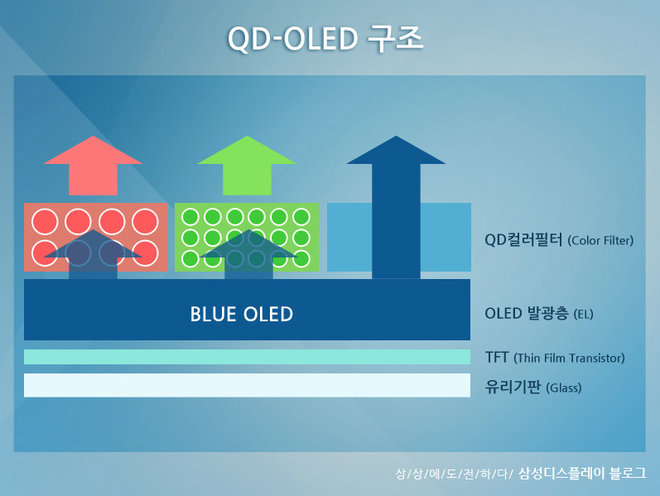 QD-OLED 구조
QD컬러필터 (Color Filter)
BLUE OLED
OLED 발광층 (EL)
TFT (Thin Film Transistor)
유리기판 (Glass)
상/상/에/도/전/하/다/ 삼성디스플레이 블로그